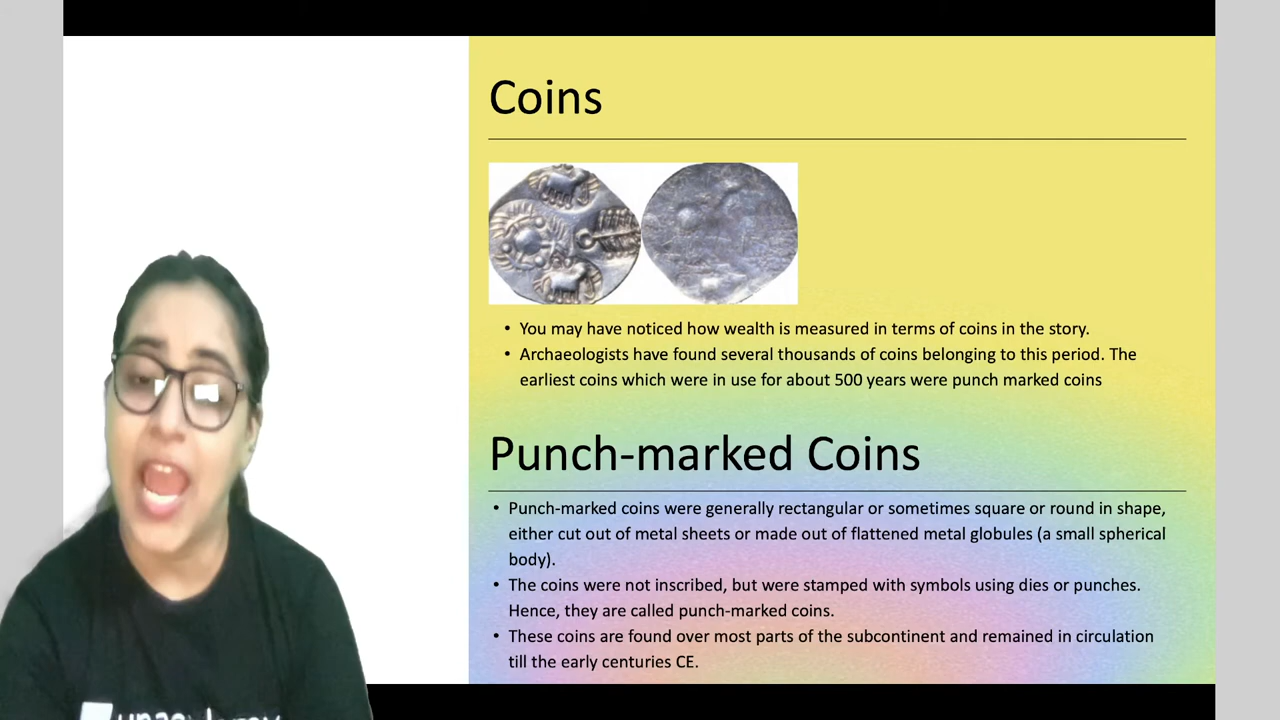 Coins
• You may have noticed how wealth is measured in terms of coins in the story.
• Archaeologists have found several thousands of coins belonging to this period. The
earliest coins which were in use for about 500 years were punch marked coins
Punch-marked Coins
• Punch-marked coins were generally rectangular or sometimes square or round in shape,
either cut out of metal sheets or made out of flattened metal globules (a small spherical
body).
• The coins were not inscribed, but were stamped with symbols using dies or punches.
Hence, they are called punch-marked coins.
• These coins are found over most parts of the subcontinent and remained in circulation
till the early centuries CE.